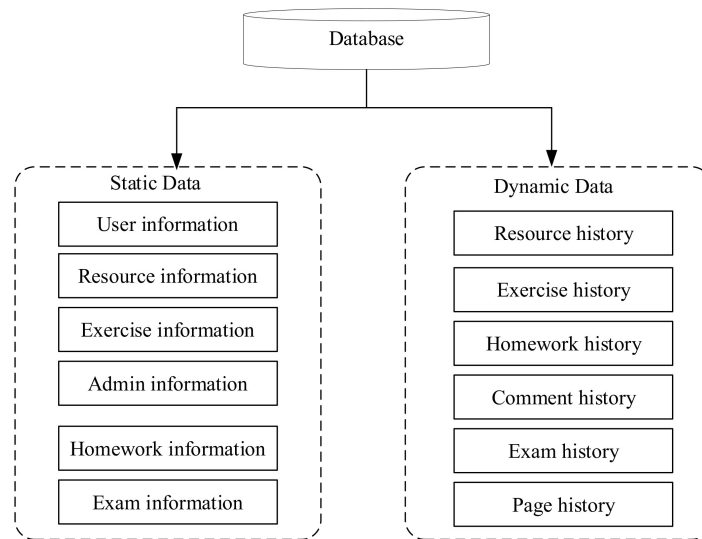 Database
Static Data
User information
Resource information
Exercise information
Admin information
Homework information
Exam information
Dynamic Data
Resource history
Exercise history
Homework history
Comment history
Exam history
Page history